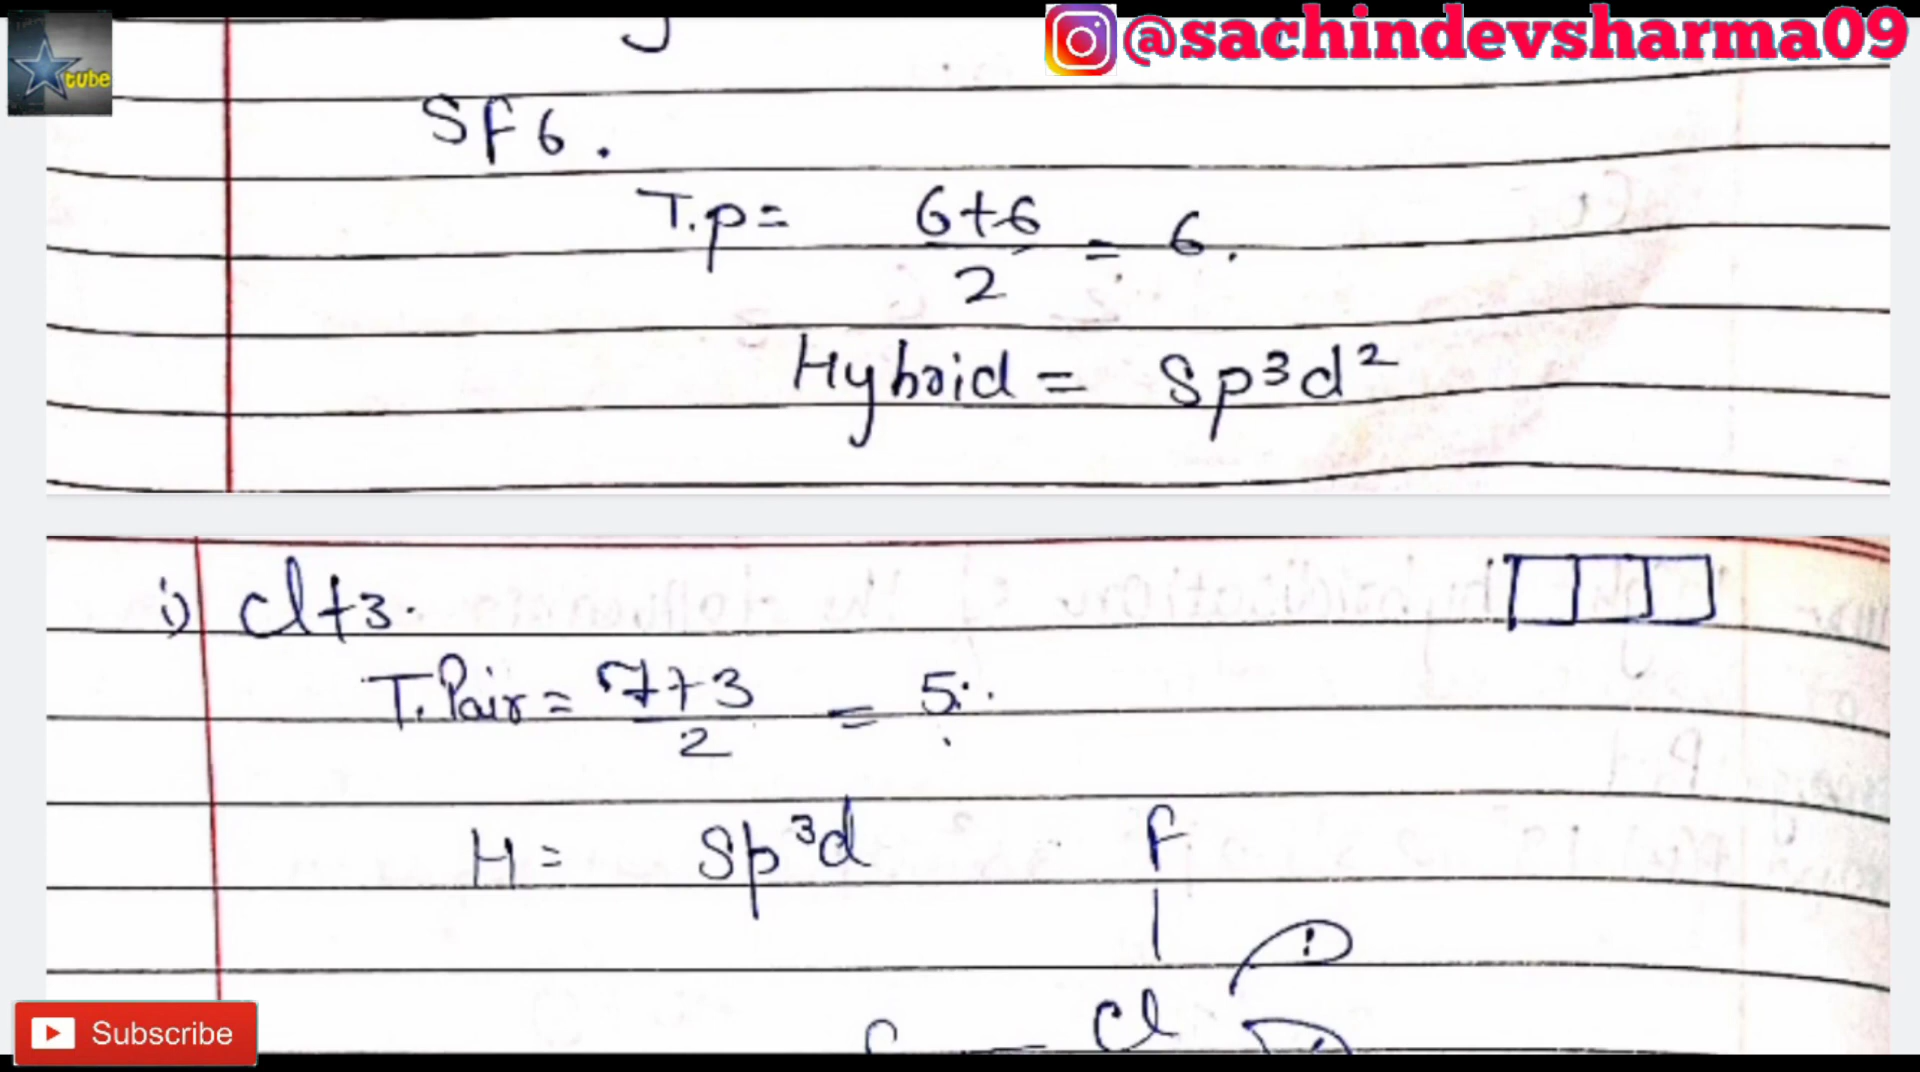 @sachindevsharma09
tube
SF6.
T.p = 6+6 / 2 = 6.
Hybrid = Sp³d²
i) Clf3.
T. Pair = 7+3 / 2 = 5.
H = Sp³d
F
F — Cl
Subscribe